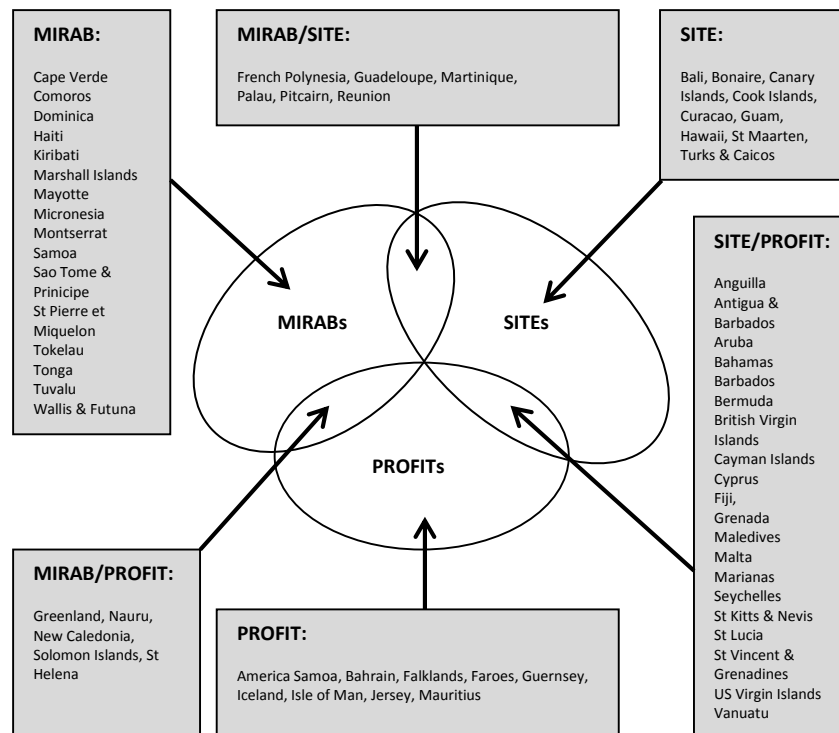 MIRAB:
Cape Verde
Comoros
Dominica
Haiti
Kiribati
Marshall Islands
Mayotte
Micronesia
Montserrat
Samoa
Sao Tome &
Prinicipe
St Pierre et
Miquelon
Tokelau
Tonga
Tuvalu
Wallis & Futuna
MIRAB/SITE:
French Polynesia, Guadeloupe, Martinique,
Palau, Pitcairn, Reunion
SITE:
Bali, Bonaire, Canary
Islands, Cook Islands,
Curacao, Guam,
Hawaii, St Maarten,
Turks & Caicos
MIRABs
SITEs
PROFITs
SITE/PROFIT:
Anguilla
Antigua &
Barbados
Aruba
Bahamas
Barbados
Bermuda
British Virgin
Islands
Cayman Islands
Cyprus
Fiji,
Grenada
Maledives
Malta
Marianas
Seychelles
St Kitts & Nevis
St Lucia
St Vincent &
Grenadines
US Virgin Islands
Vanuatu
MIRAB/PROFIT:
Greenland, Nauru,
New Caledonia,
Solomon Islands, St
Helena
PROFIT:
America Samoa, Bahrain, Falklands, Faroes, Guernsey,
Iceland, Isle of Man, Jersey, Mauritius